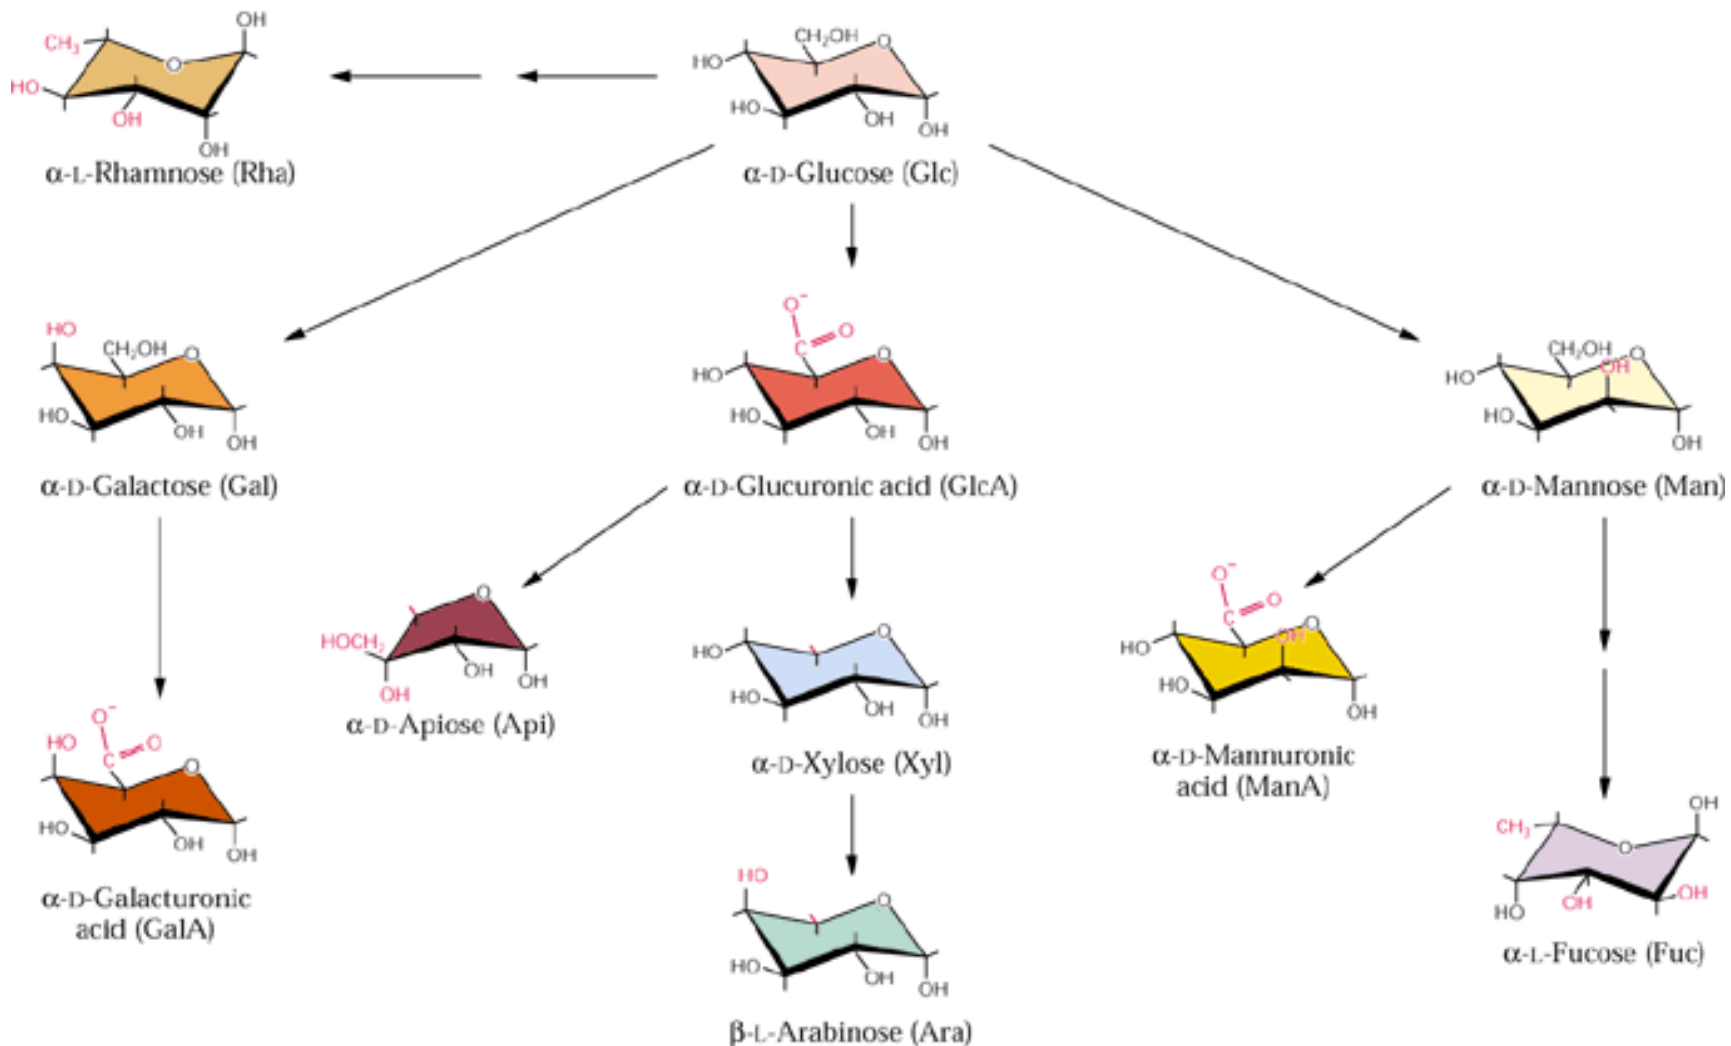 OH
CH₃
O
HO
OH
OH
α-L-Rhamnose (Rha)
CH₂OH
O
HO
HO
OH
OH
α-D-Glucose (Glc)
HO
CH₂OH
O
HO
OH
OH
α-D-Galactose (Gal)
O⁻
C
O
O
HO
HO
OH
OH
α-D-Glucuronic acid (GlcA)
CH₂OH
O
OH
HO
HO
OH
α-D-Mannose (Man)
O
HOCH₂
OH
OH
OH
α-D-Apiose (Api)
O
HO
HO
OH
OH
α-D-Xylose (Xyl)
O⁻
C
O
O
OH
HO
HO
OH
α-D-Mannuronic
acid (ManA)
O⁻
HO
C
O
O
HO
OH
OH
α-D-Galacturonic
acid (GalA)
HO
O
HO
OH
OH
β-L-Arabinose (Ara)
OH
CH₃
O
OH
OH
HO
α-L-Fucose (Fuc)